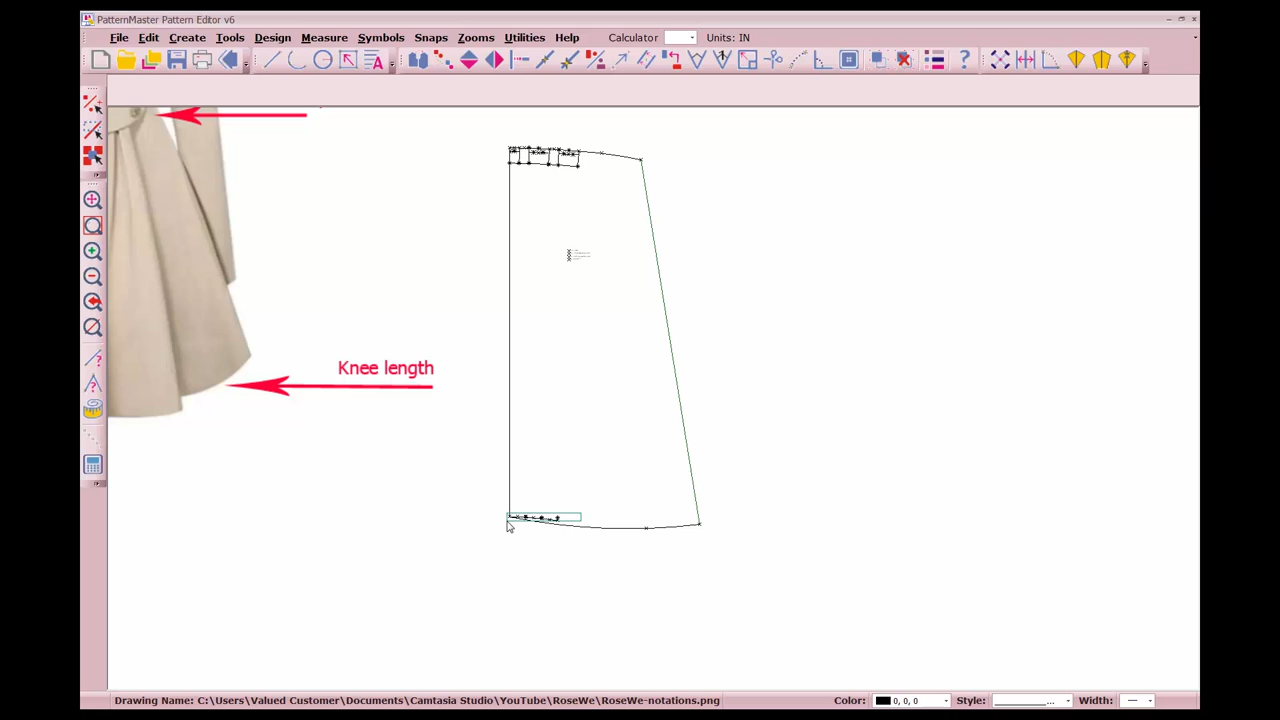 PatternMaster Pattern Editor v6
File Edit Create Tools Design Measure Symbols Snaps Zooms Utilities Help Calculator Units: IN
Knee length
Drawing Name: C:\Users\Valued Customer\Documents\Camtasia Studio\YouTube\RoseWe\RoseWe-notations.png Color: 0, 0, 0 Style: ... Width: